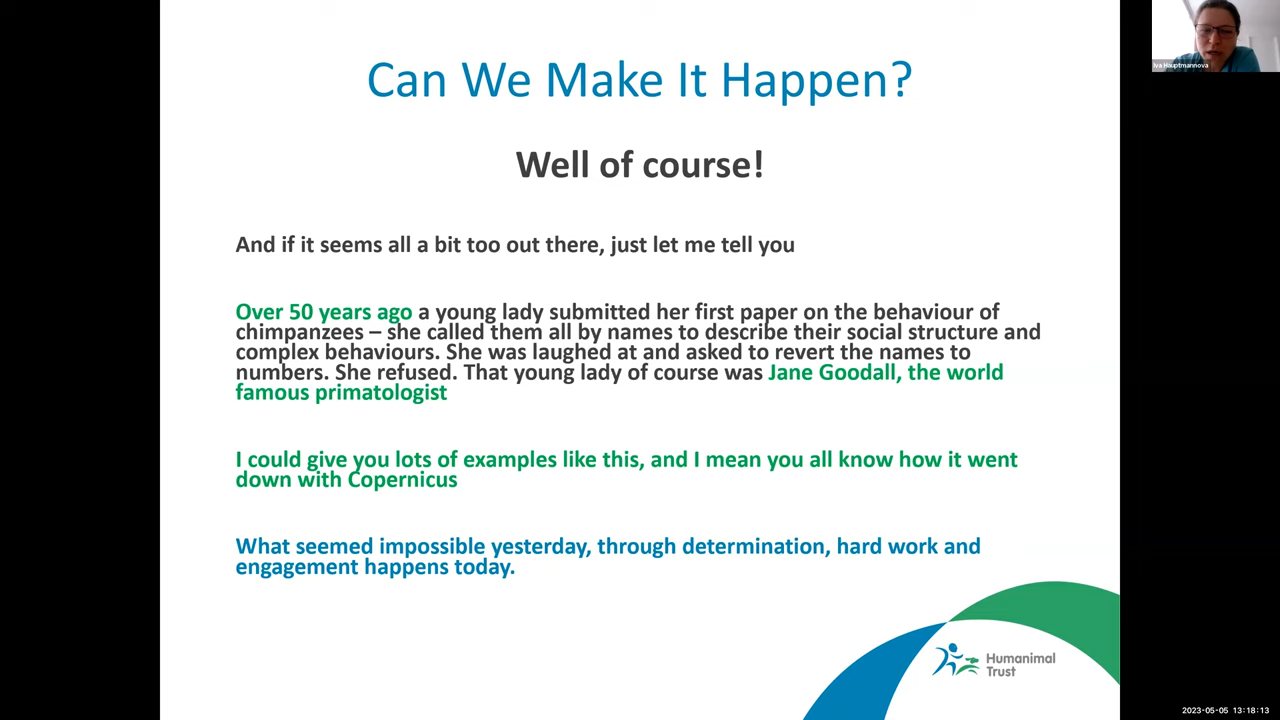 Can We Make It Happen?
Iva Hauptmannova
Well of course!
And if it seems all a bit too out there, just let me tell you
Over 50 years ago a young lady submitted her first paper on the behaviour of
chimpanzees – she called them all by names to describe their social structure and
complex behaviours. She was laughed at and asked to revert the names to
numbers. She refused. That young lady of course was Jane Goodall, the world
famous primatologist
I could give you lots of examples like this, and I mean you all know how it went
down with Copernicus
What seemed impossible yesterday, through determination, hard work and
engagement happens today.
Humanimal
Trust
2023-05-05 13:18:13